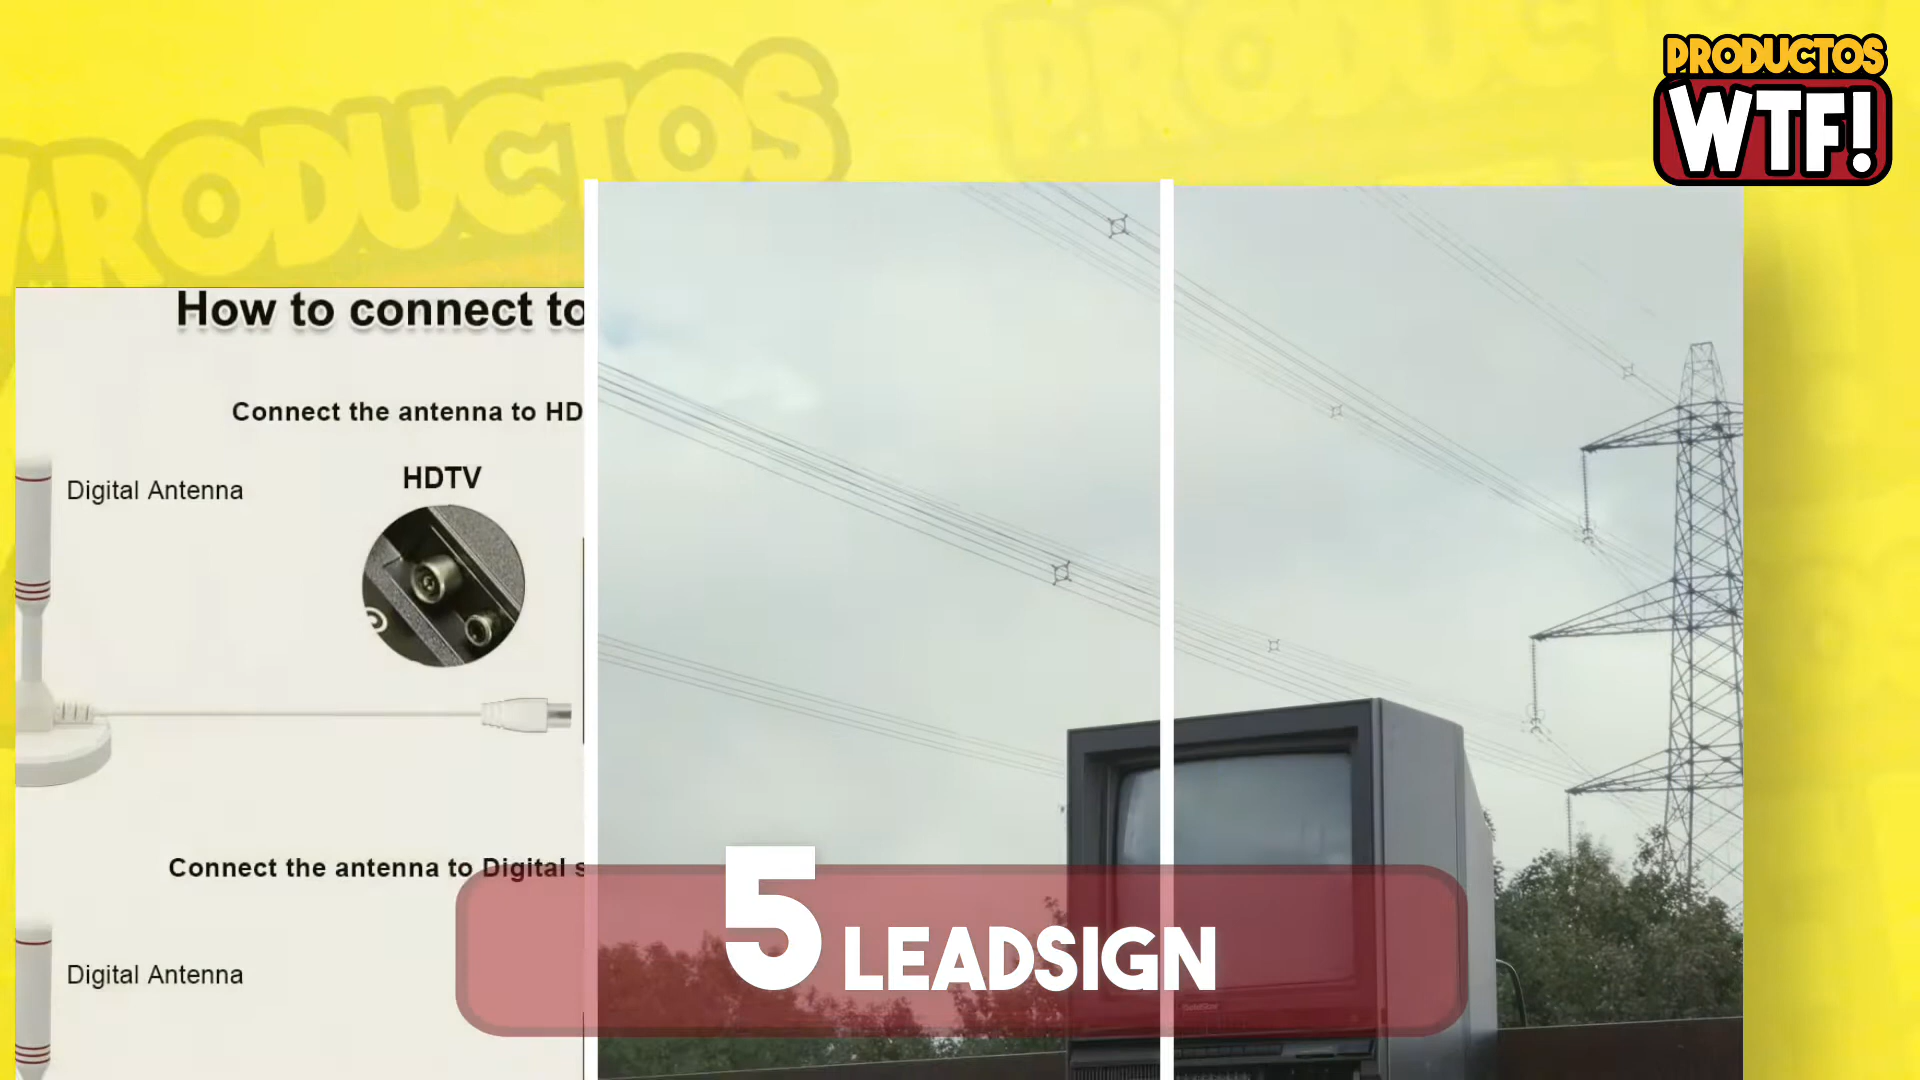 PRODUCTOS
WTF!
PRODUCTOS
PRODUC
How to connect to
Connect the antenna to HD
HDTV
Digital Antenna
Connect the antenna to Digital s
5 LEADSIGN
Digital Antenna